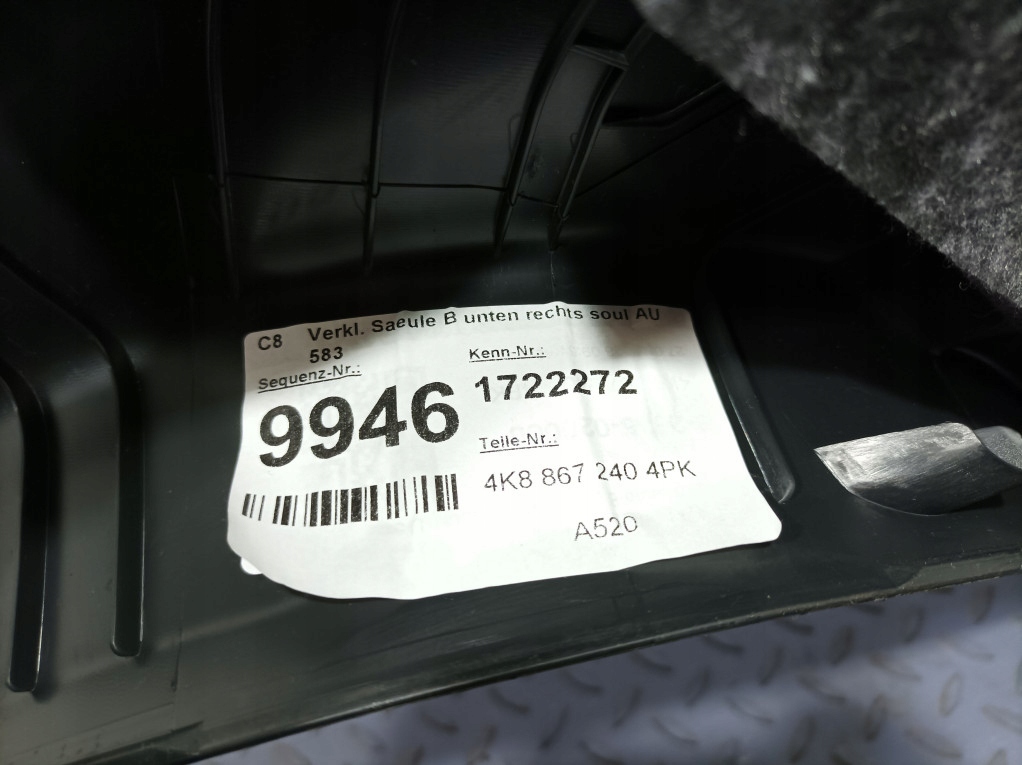 C8 Verkl. Saeule B unten rechts soul AU
583
Sequenz-Nr.:
9946
Kenn-Nr.:
1722272
Teile-Nr.:
4K8 867 240 4PK
A520